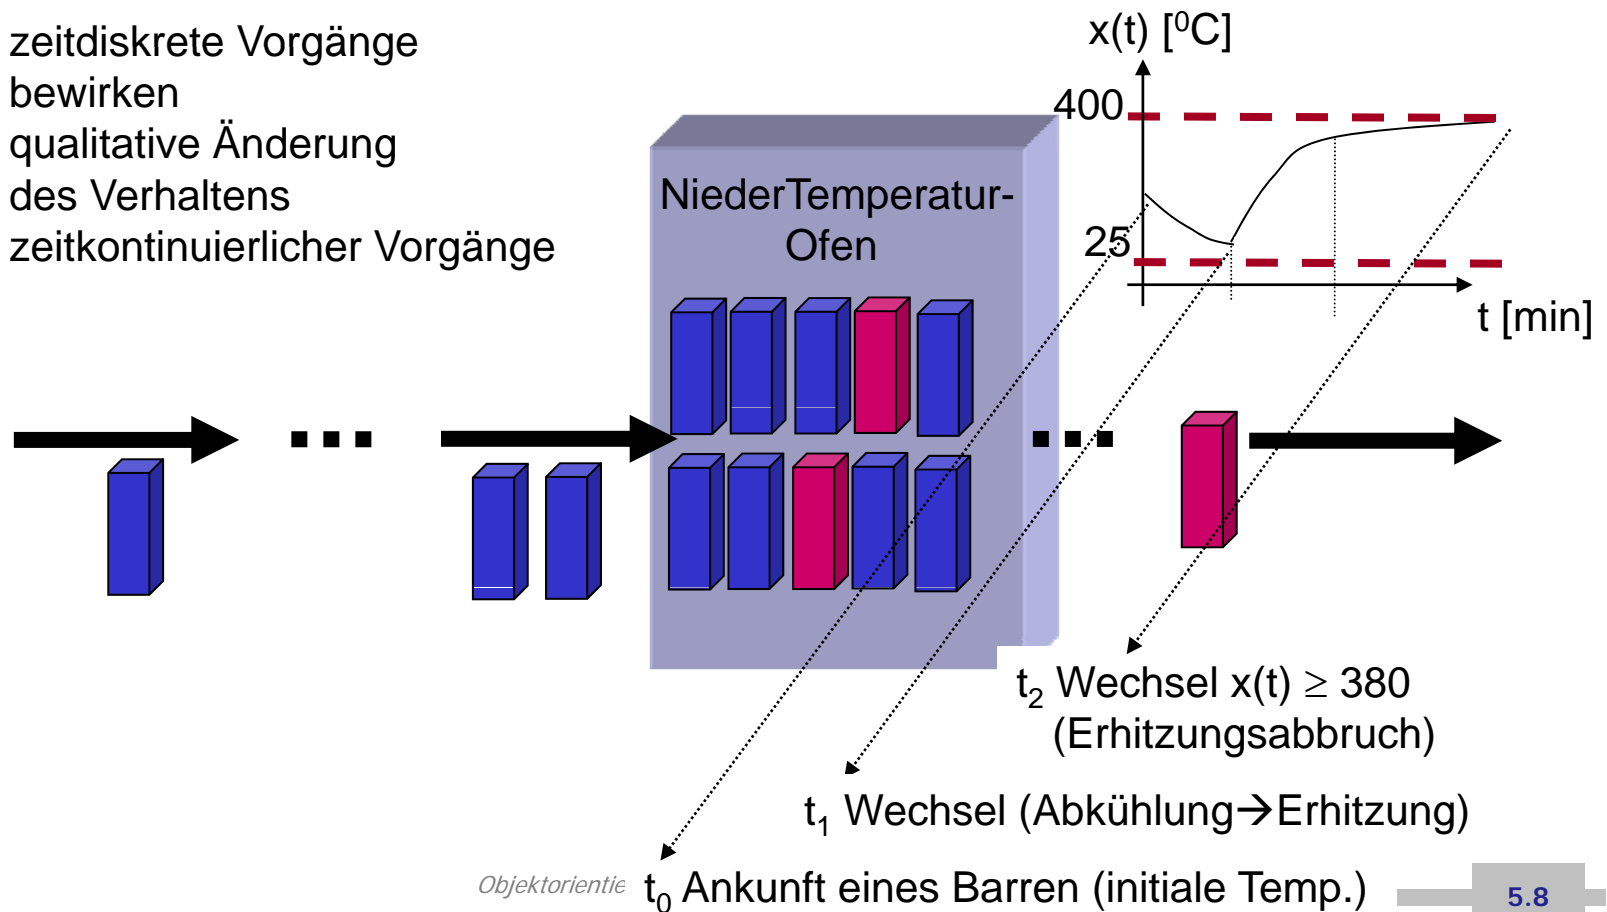 zeitdiskrete Vorgänge
bewirken
qualitative Änderung
des Verhaltens
zeitkontinuierlicher Vorgänge
x(t) [⁰C]
400
25
t [min]
NiederTemperatur-
Ofen
t₂ Wechsel x(t) ≥ 380
(Erhitzungsabbruch)
t₁ Wechsel (Abkühlung→Erhitzung)
t₀ Ankunft eines Barren (initiale Temp.)
Objektorientie
5.8